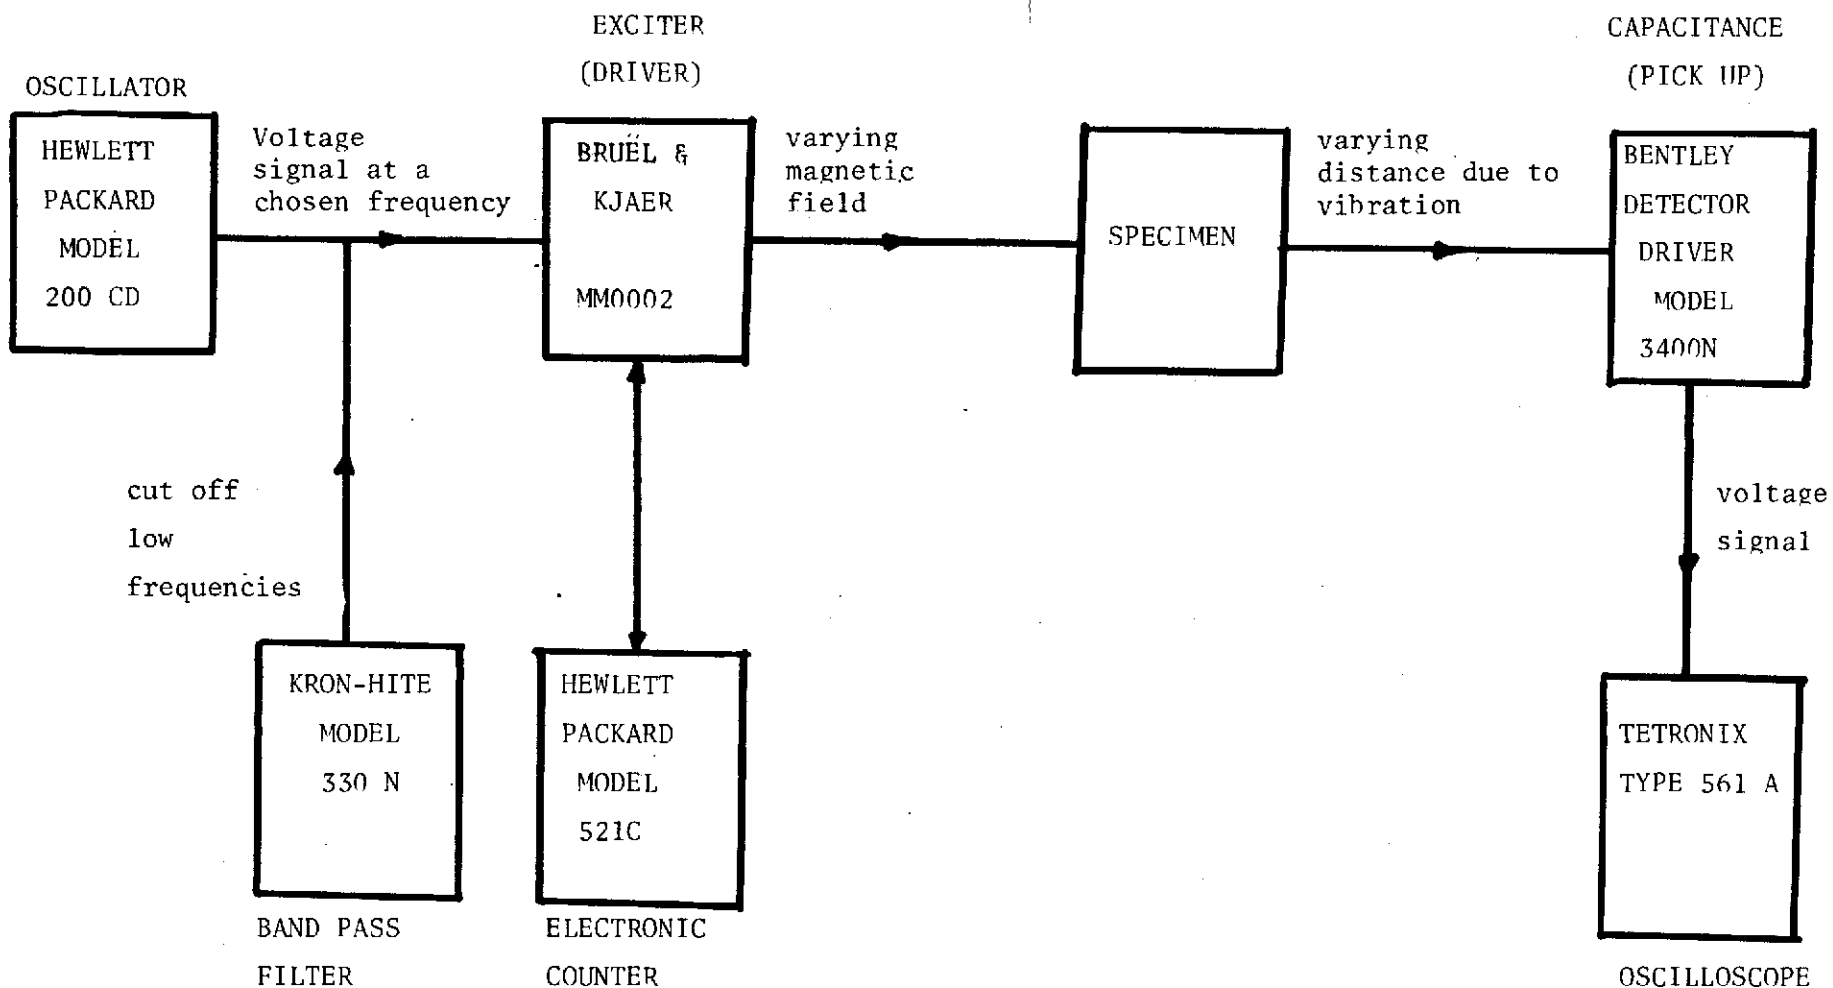 OSCILLATOR
HEWLETT
PACKARD
MODEL
200 CD
Voltage
signal at a
chosen frequency
EXCITER
(DRIVER)
BRUËL &
KJAER
MM0002
varying
magnetic
field
SPECIMEN
varying
distance due to
vibration
CAPACITANCE
(PICK UP)
BENTLEY
DETECTOR
DRIVER
MODEL
3400N
cut off
low
frequencies
KRON-HITE
MODEL
330 N
BAND PASS
FILTER
HEWLETT
PACKARD
MODEL
521C
ELECTRONIC
COUNTER
voltage
signal
TETRONIX
TYPE 561 A
OSCILLOSCOPE